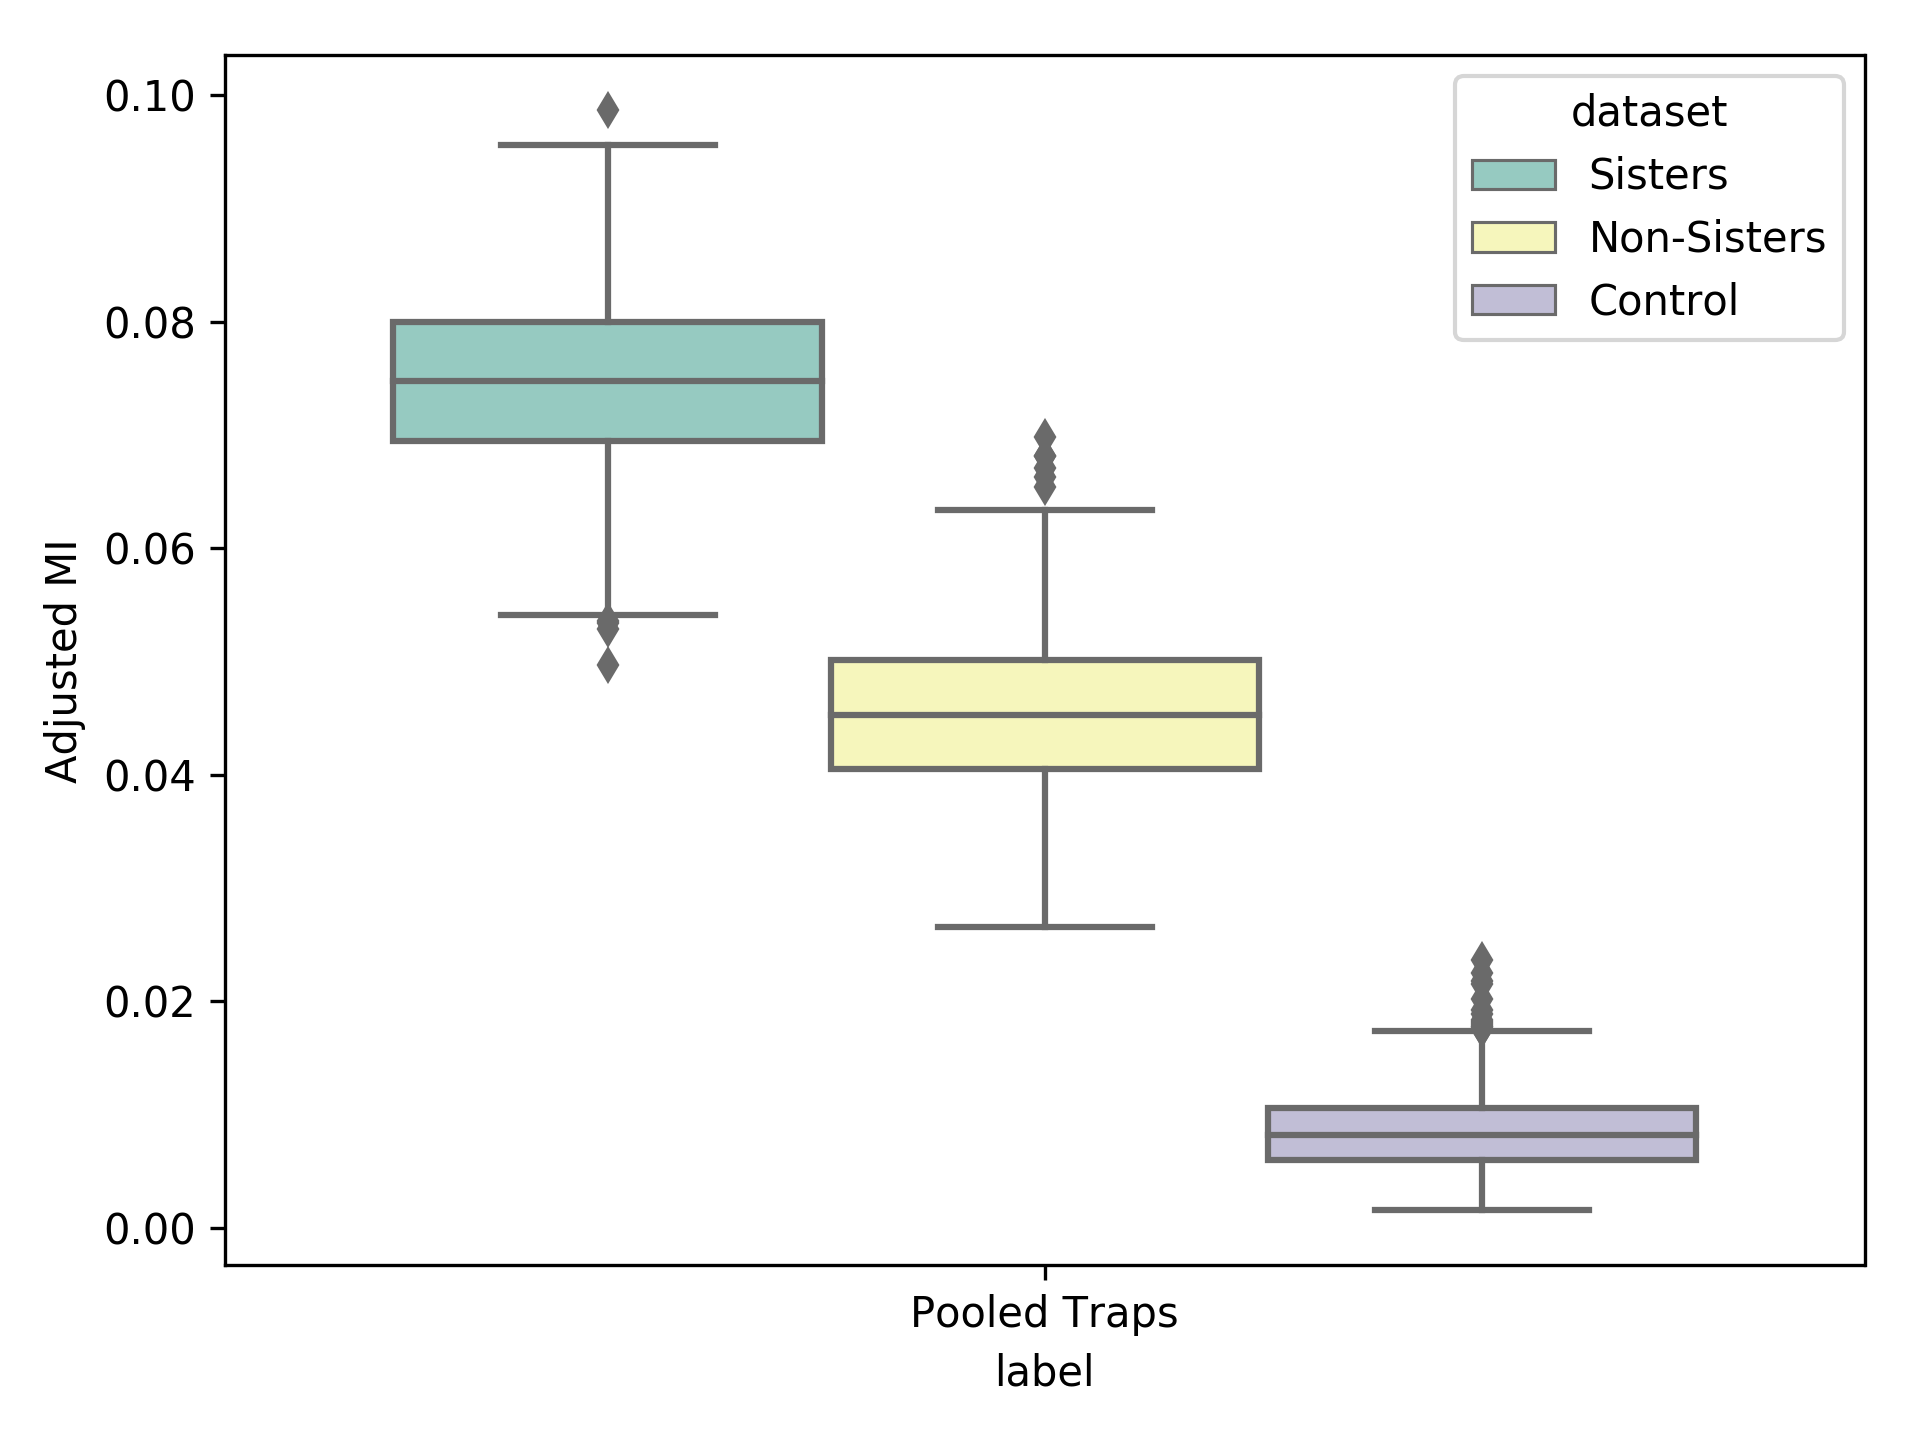 0.10
0.08
0.06
0.04
0.02
0.00
Adjusted MI
dataset
Sisters
Non-Sisters
Control
Pooled Traps
label